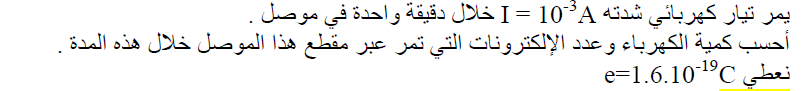 يمر تيار كهربائي شدته I = 10⁻³A خلال دقيقة واحدة في موصل .
أحسب كمية الكهرباء وعدد الإلكترونات التي تمر عبر مقطع هذا الموصل خلال هذه المدة .
نعطي e=1.6.10⁻¹⁹C